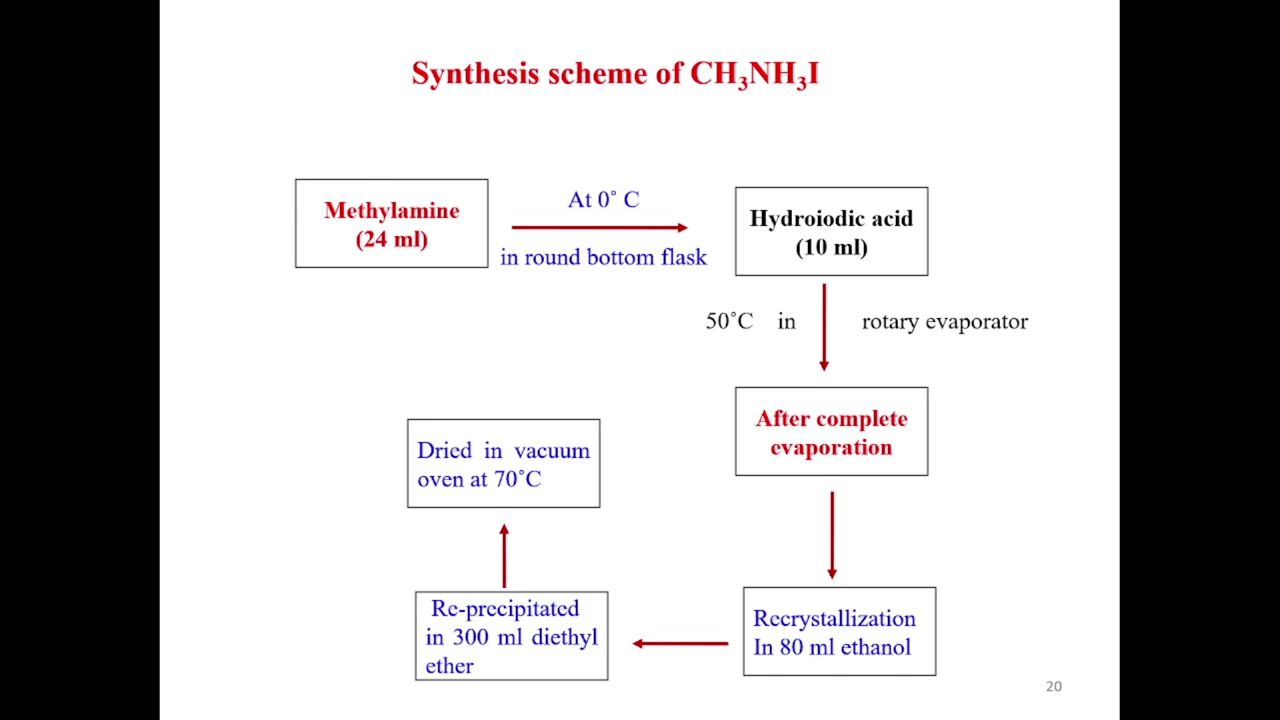 Synthesis scheme of CH₃NH₃I
Methylamine
(24 ml)
At 0˚ C
in round bottom flask
Hydroiodic acid
(10 ml)
50˚C in rotary evaporator
After complete
evaporation
Recrystallization
In 80 ml ethanol
Re-precipitated
in 300 ml diethyl
ether
Dried in vacuum
oven at 70˚C
20